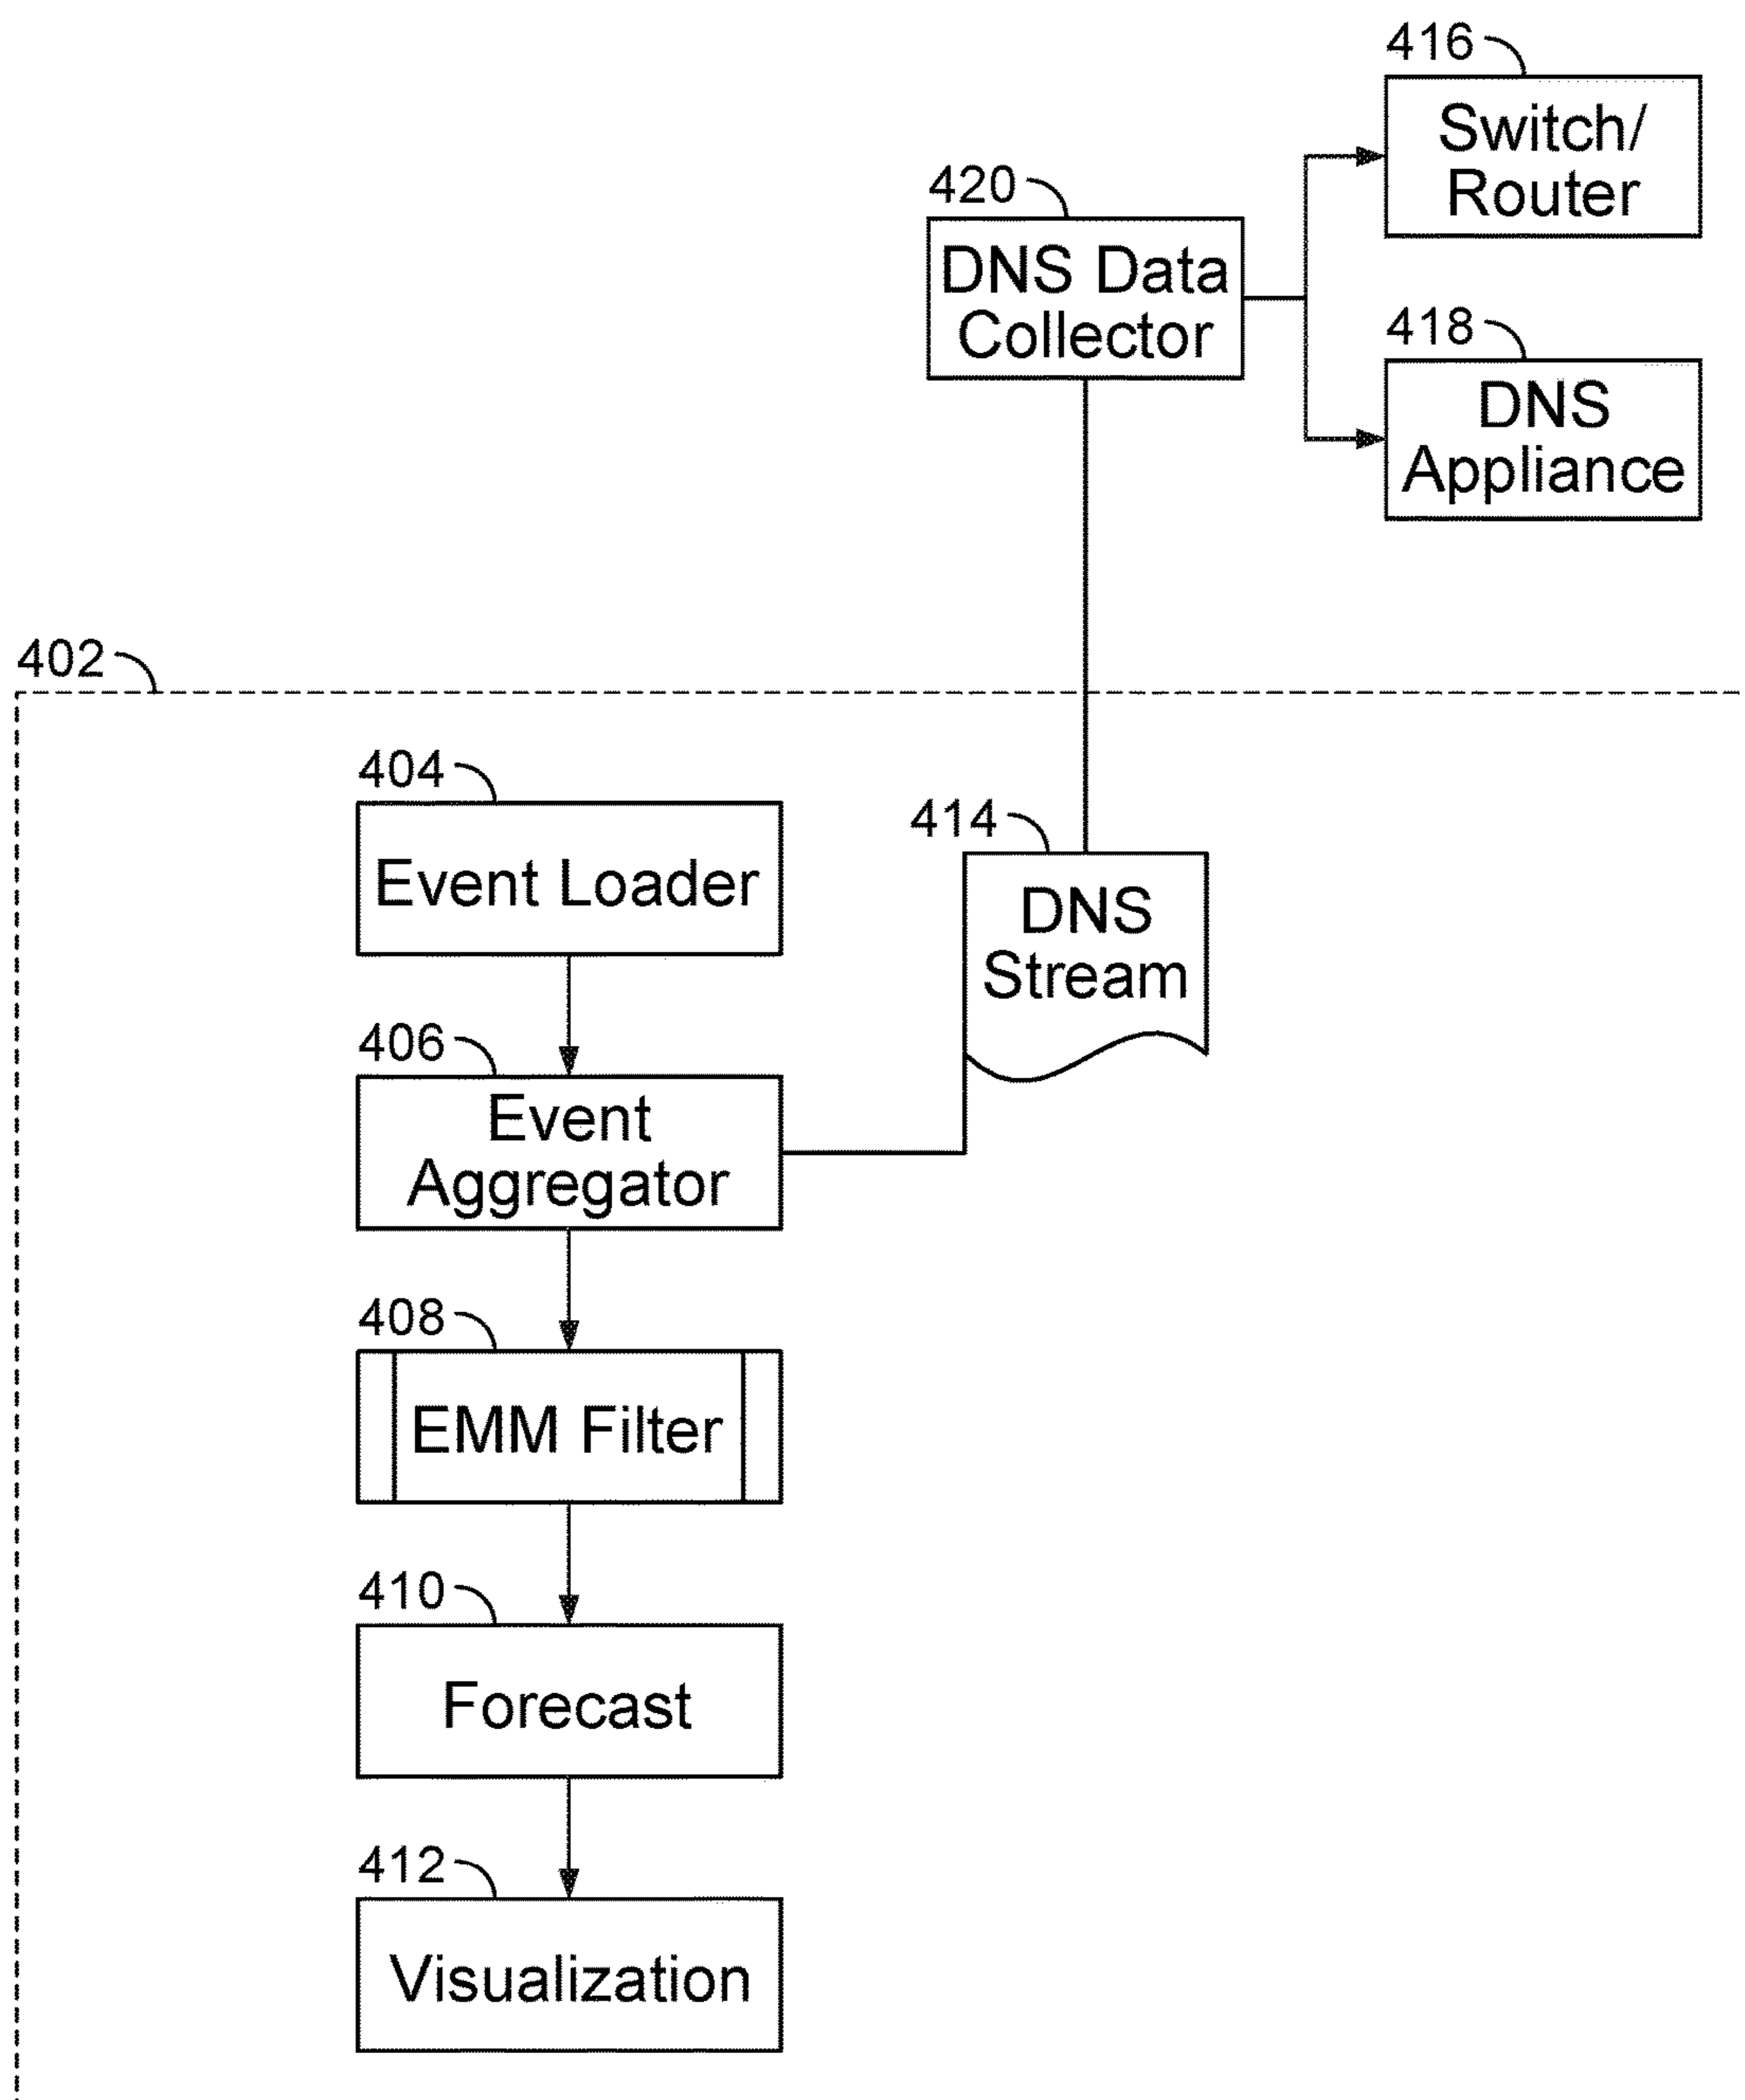 416
Switch/
Router
420
DNS Data
Collector
418
DNS
Appliance
402
404
Event Loader
414
DNS
Stream
406
Event
Aggregator
408
EMM Filter
410
Forecast
412
Visualization